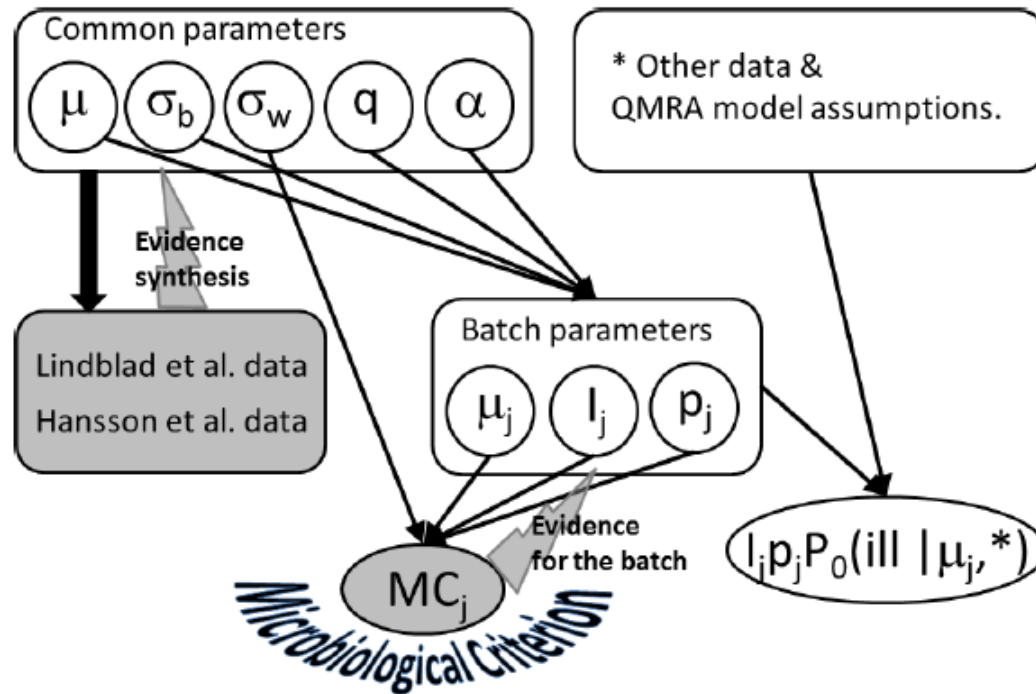 Common parameters
μ σb σw q α
* Other data &
QMRA model assumptions.
Evidence
synthesis
Lindblad et al. data
Hansson et al. data
Batch parameters
μj Ij pj
Evidence
for the batch
MCj
Microbiological Criterion
IjpjP0(ill |μj,*)